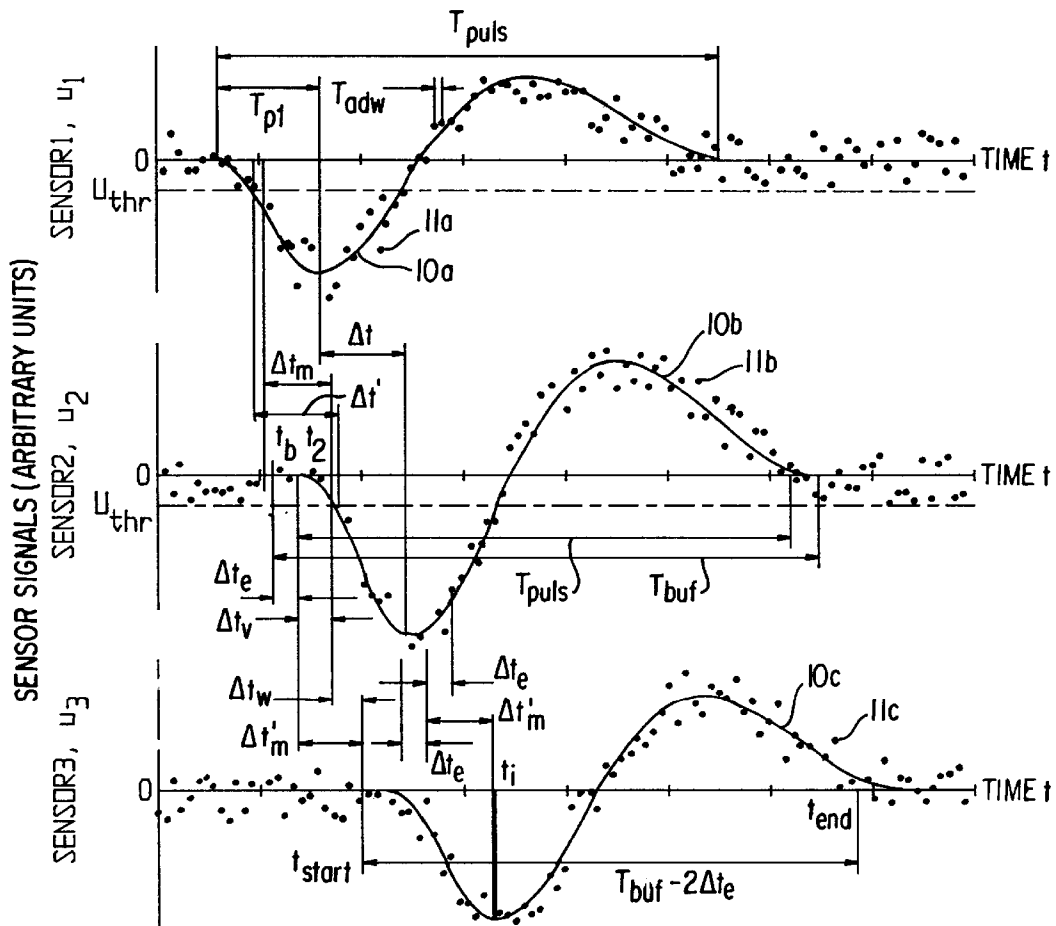 T_puls
T_p1
T_adw
SENSOR1, u_1
0
U_thr
TIME t
11a
10a
Δt
Δt_m
Δt'
t_b t_2
10b
11b
SENSOR SIGNALS (ARBITRARY UNITS)
SENSOR2, u_2
0
U_thr
TIME t
T_puls
T_buf
Δt_e
Δt_v
Δt_w
Δt'_m
Δt_e
Δt'_m
Δt_e
10c
11c
SENSOR3, u_3
0
t_i
TIME t
t_end
t_start
T_buf -2Δt_e